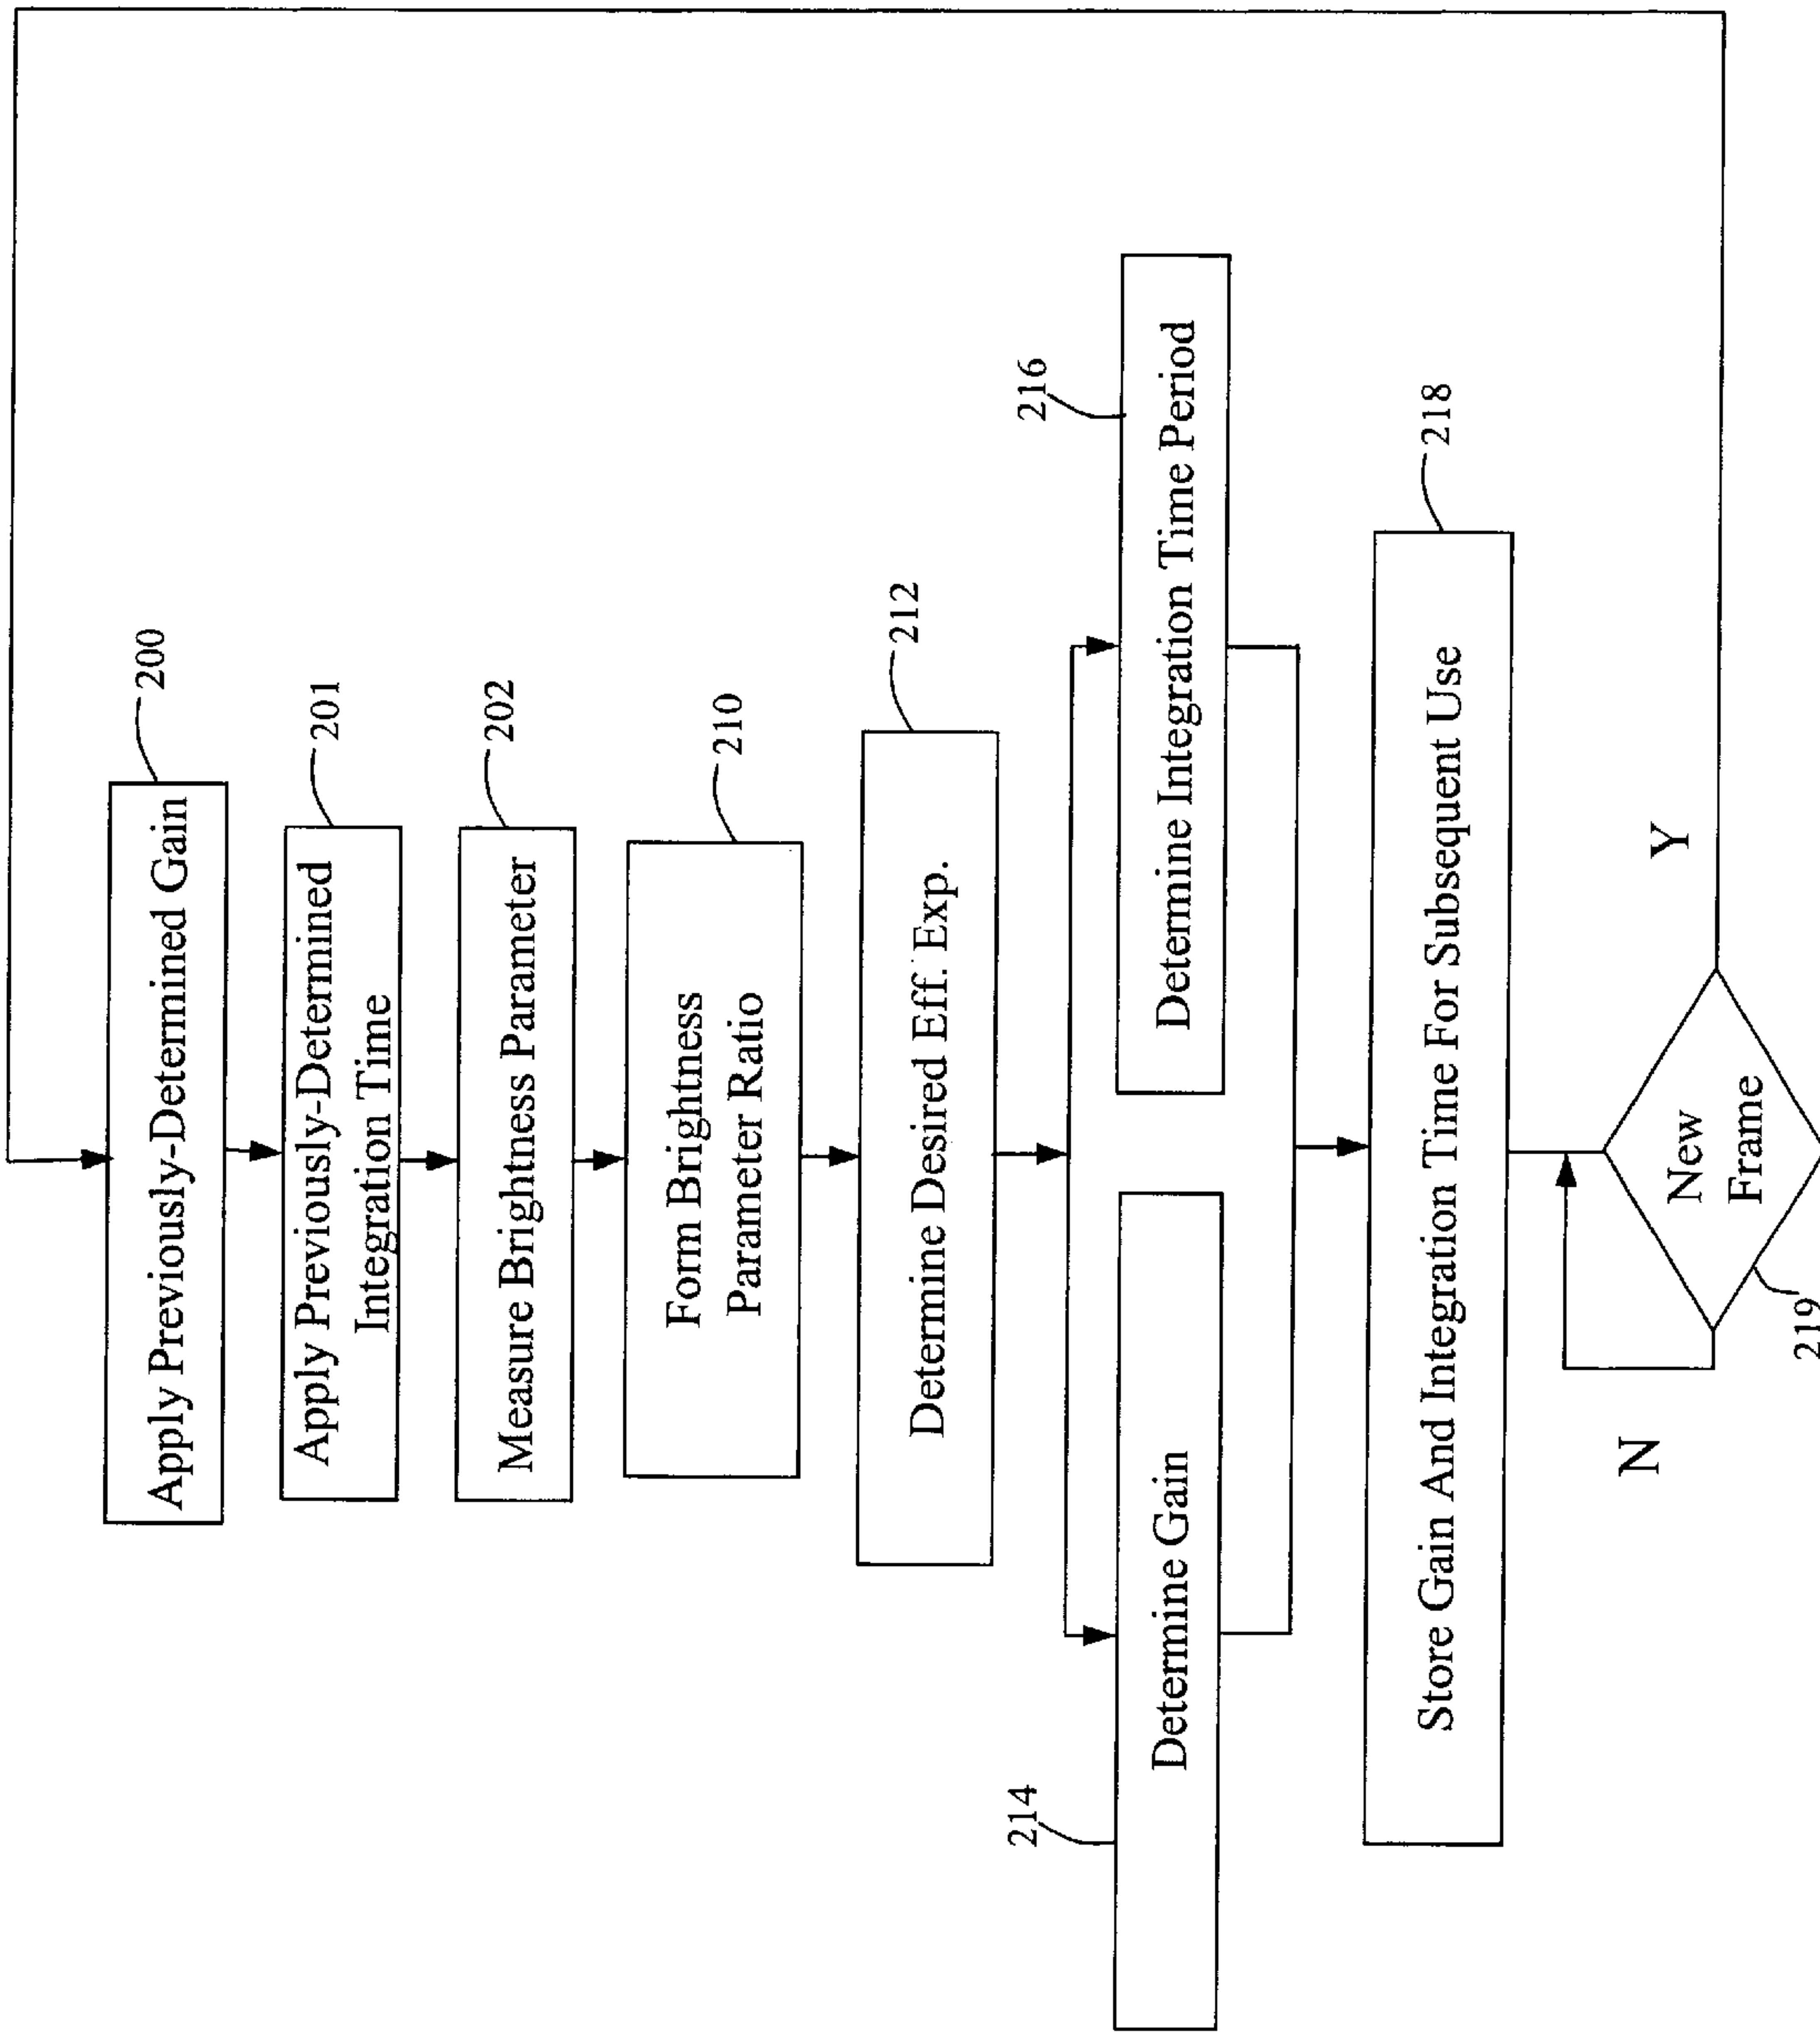 Apply Previously-Determined Gain
200
Apply Previously-Determined
Integration Time
201
Measure Brightness Parameter
202
Form Brightness
Parameter Ratio
210
Determine Desired Eff. Exp.
212
Determine Gain
214
Determine Integration Time Period
216
Store Gain And Integration Time For Subsequent Use
218
New
Frame
219
N
Y